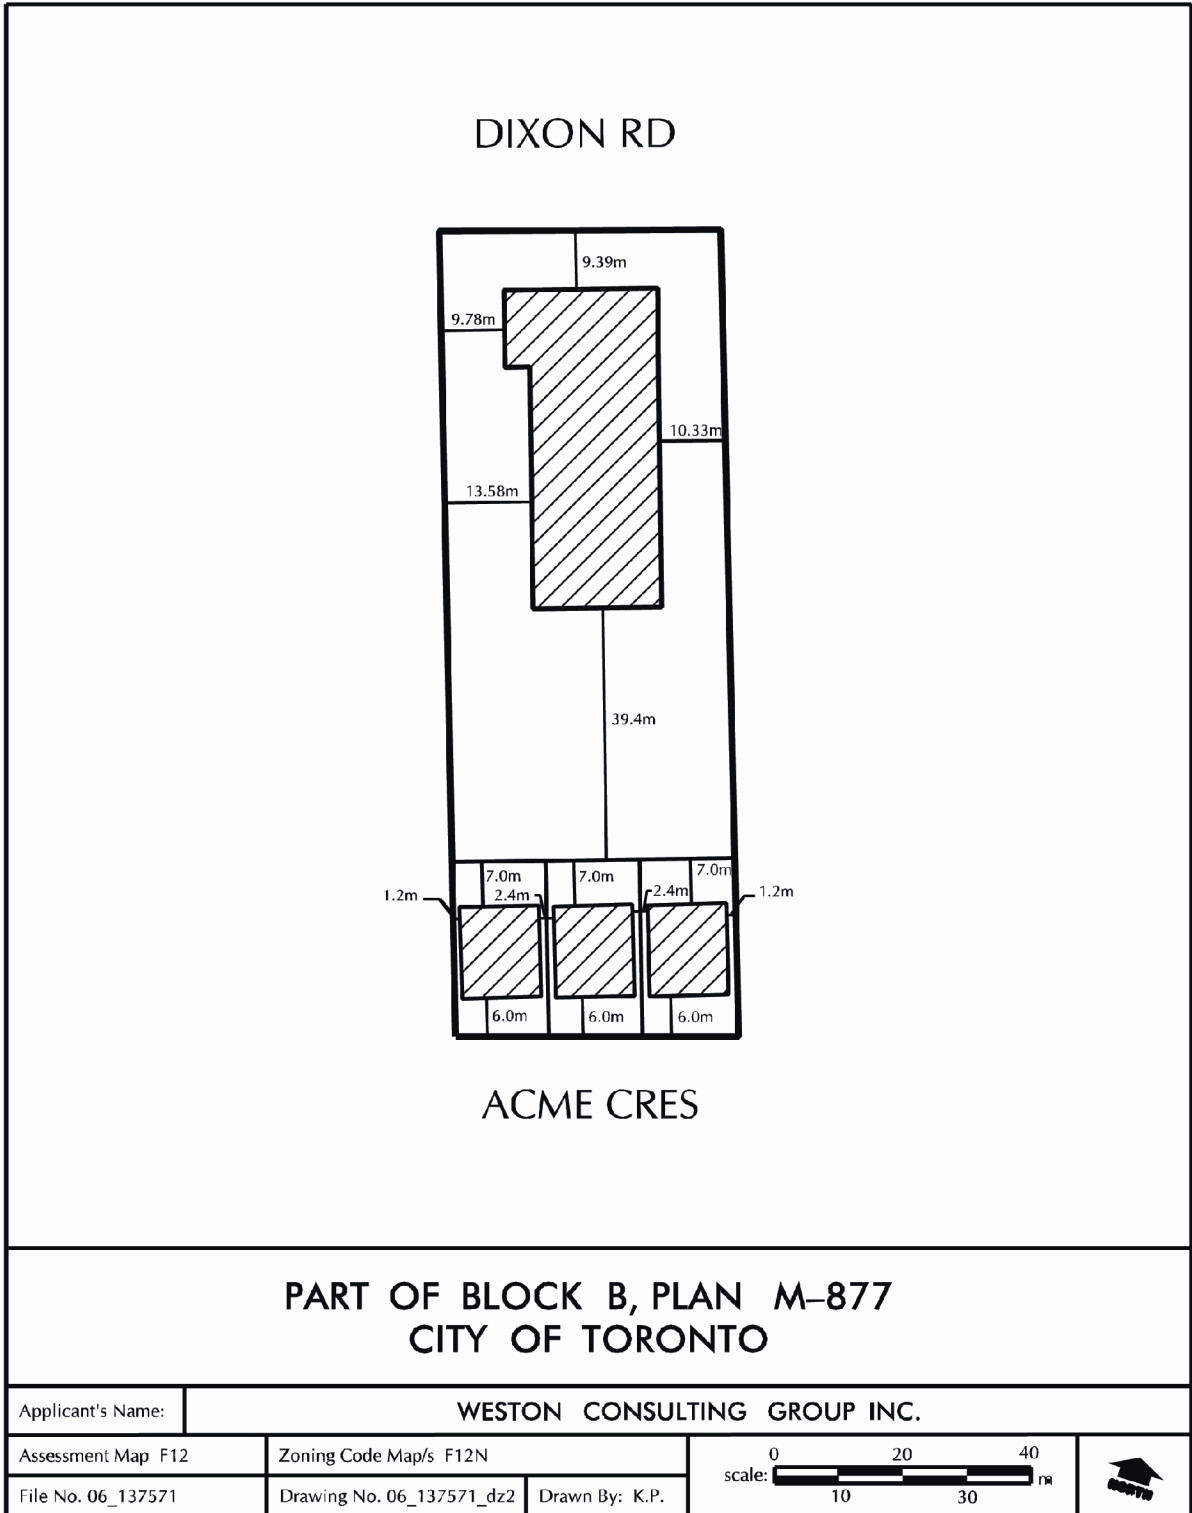 DIXON RD
9.39m
9.78m
10.33m
13.58m
39.4m
7.0m 7.0m 7.0m
1.2m 2.4m 2.4m 1.2m
6.0m 6.0m 6.0m
ACME CRES
PART OF BLOCK B, PLAN M–877
CITY OF TORONTO
Applicant's Name: WESTON CONSULTING GROUP INC.
Assessment Map F12 Zoning Code Map/s F12N
File No. 06_137571 Drawing No. 06_137571_dz2 Drawn By: K.P.
0 20 40
scale: m
10 30
NORTH